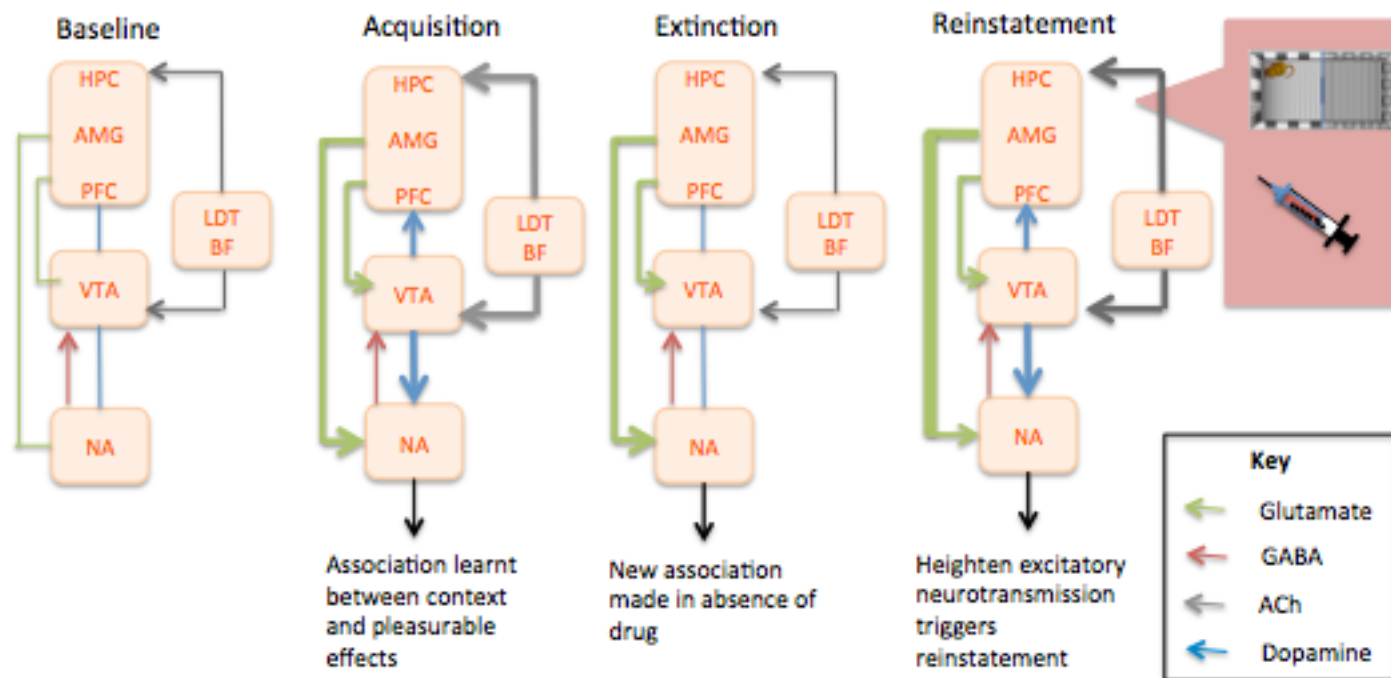 Baseline
HPC
AMG
PFC
LDT
BF
VTA
NA
Acquisition
HPC
AMG
PFC
LDT
BF
VTA
NA
Association learnt
between context
and pleasurable
effects
Extinction
HPC
AMG
PFC
LDT
BF
VTA
NA
New association
made in absence of
drug
Reinstatement
HPC
AMG
PFC
LDT
BF
VTA
NA
Heighten excitatory
neurotransmission
triggers
reinstatement
Key
Glutamate
GABA
ACh
Dopamine